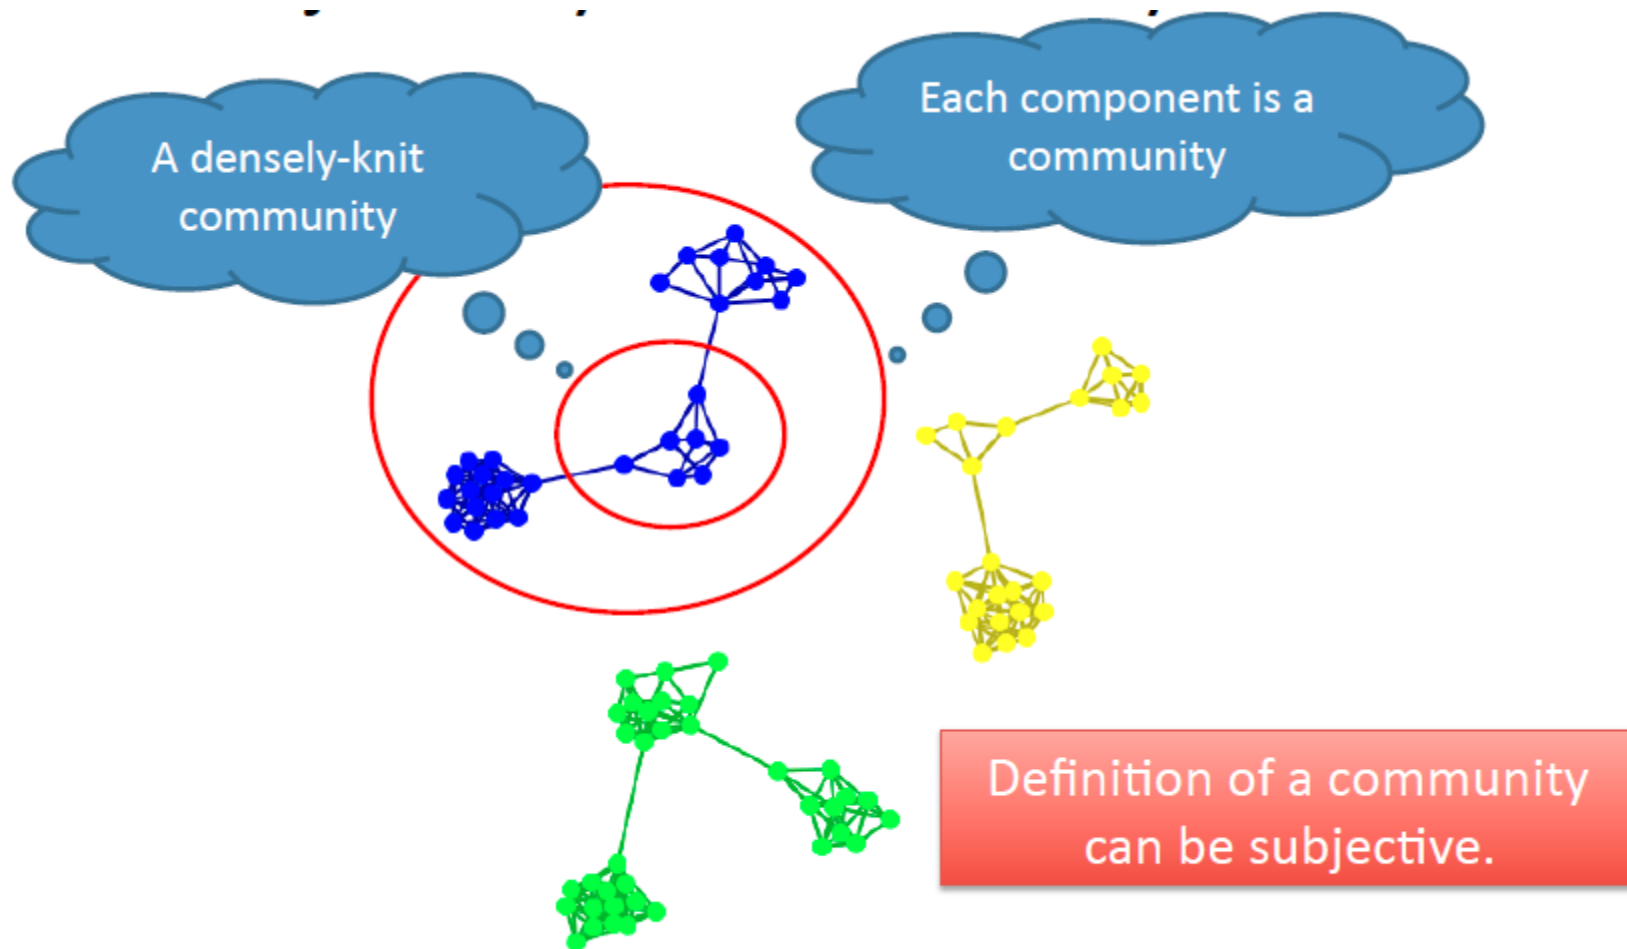 A densely-knit
community
Each component is a
community
Definition of a community
can be subjective.